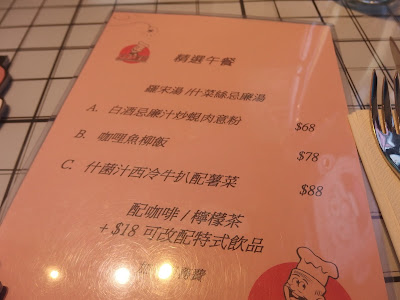 精選午餐
羅宋湯/什菜絲忌廉湯
A. 白酒忌廉汁炒蜆肉意粉 $68
B. 咖喱魚柳飯 $78
C. 什菌汁西冷牛扒配薯菜 $88
配咖啡/檸檬茶
+ $18 可改配特式飲品